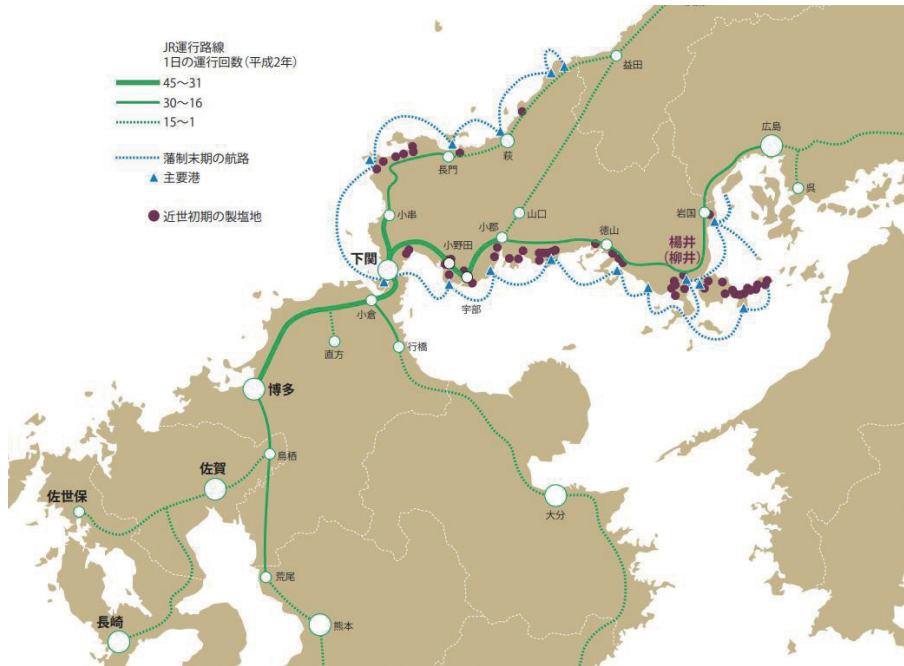 JR運行路線
1日の運行回数(平成2年)
45〜31
30〜16
15〜1
藩制末期の航路
主要港
近世初期の製塩地
益田
広島
萩
長門
呉
小串
山口
岩国
小郡
徳山
楊井
(柳井)
小野田
下関
宇部
小倉
直方
行橋
博多
鳥栖
佐賀
佐世保
大分
荒尾
長崎
熊本